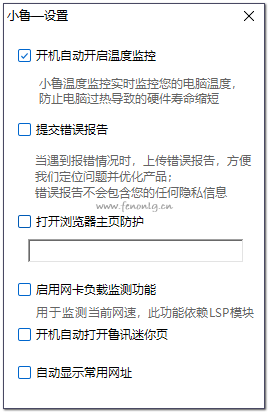 小鲁—设置
开机自动开启温度监控
小鲁温度监控实时监控您的电脑温度，
防止电脑过热导致的硬件寿命缩短
提交错误报告
当遇到报错情况时，上传错误报告，方便
我们定位问题并优化产品；
错误报告不会包含您的任何隐私信息
www.fenonlg.cn
打开浏览器主页防护
启用网卡负载监测功能
用于监测当前网速，此功能依赖LSP模块
开机自动打开鲁讯迷你页
自动显示常用网址